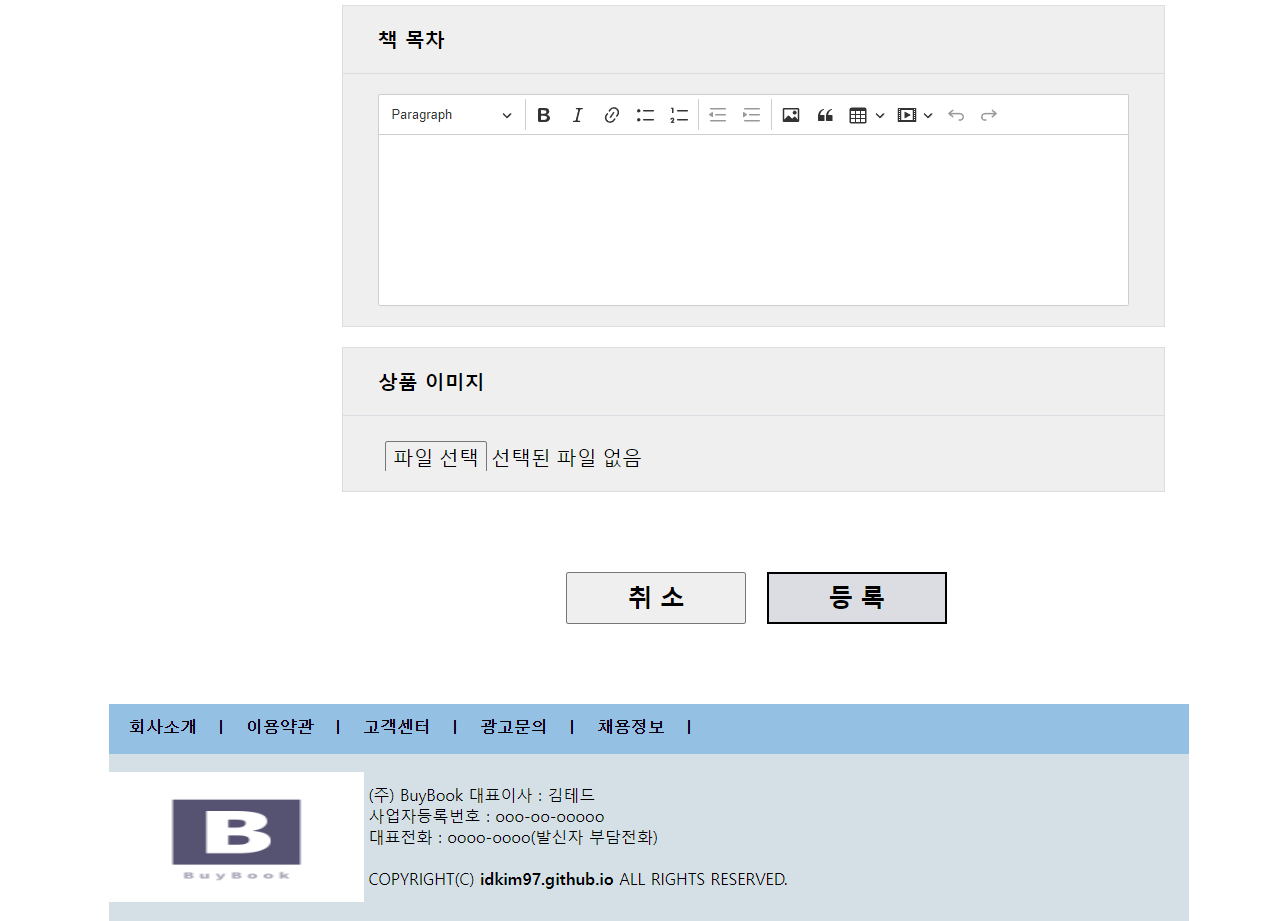 책 목차
Paragraph
상품 이미지
파일 선택 선택된 파일 없음
취 소 등 록
회사소개 | 이용약관 | 고객센터 | 광고문의 | 채용정보 |
B
BuyBook
(주) BuyBook 대표이사 : 김테드
사업자등록번호 : ooo-oo-ooooo
대표전화 : oooo-oooo(발신자 부담전화)
COPYRIGHT(C) idkim97.github.io ALL RIGHTS RESERVED.